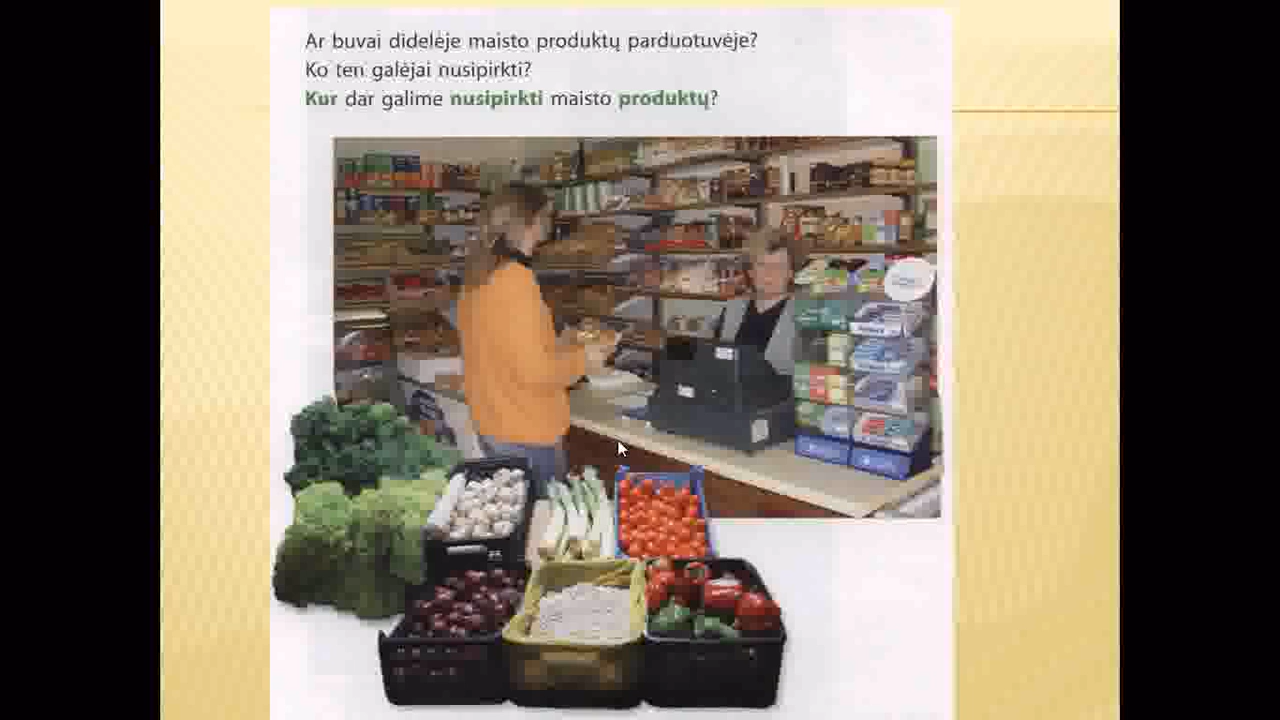 Ar buvai didelėje maisto produktų parduotuvėje?
Ko ten galėjai nusipirkti?
Kur dar galime nusipirkti maisto produktų?